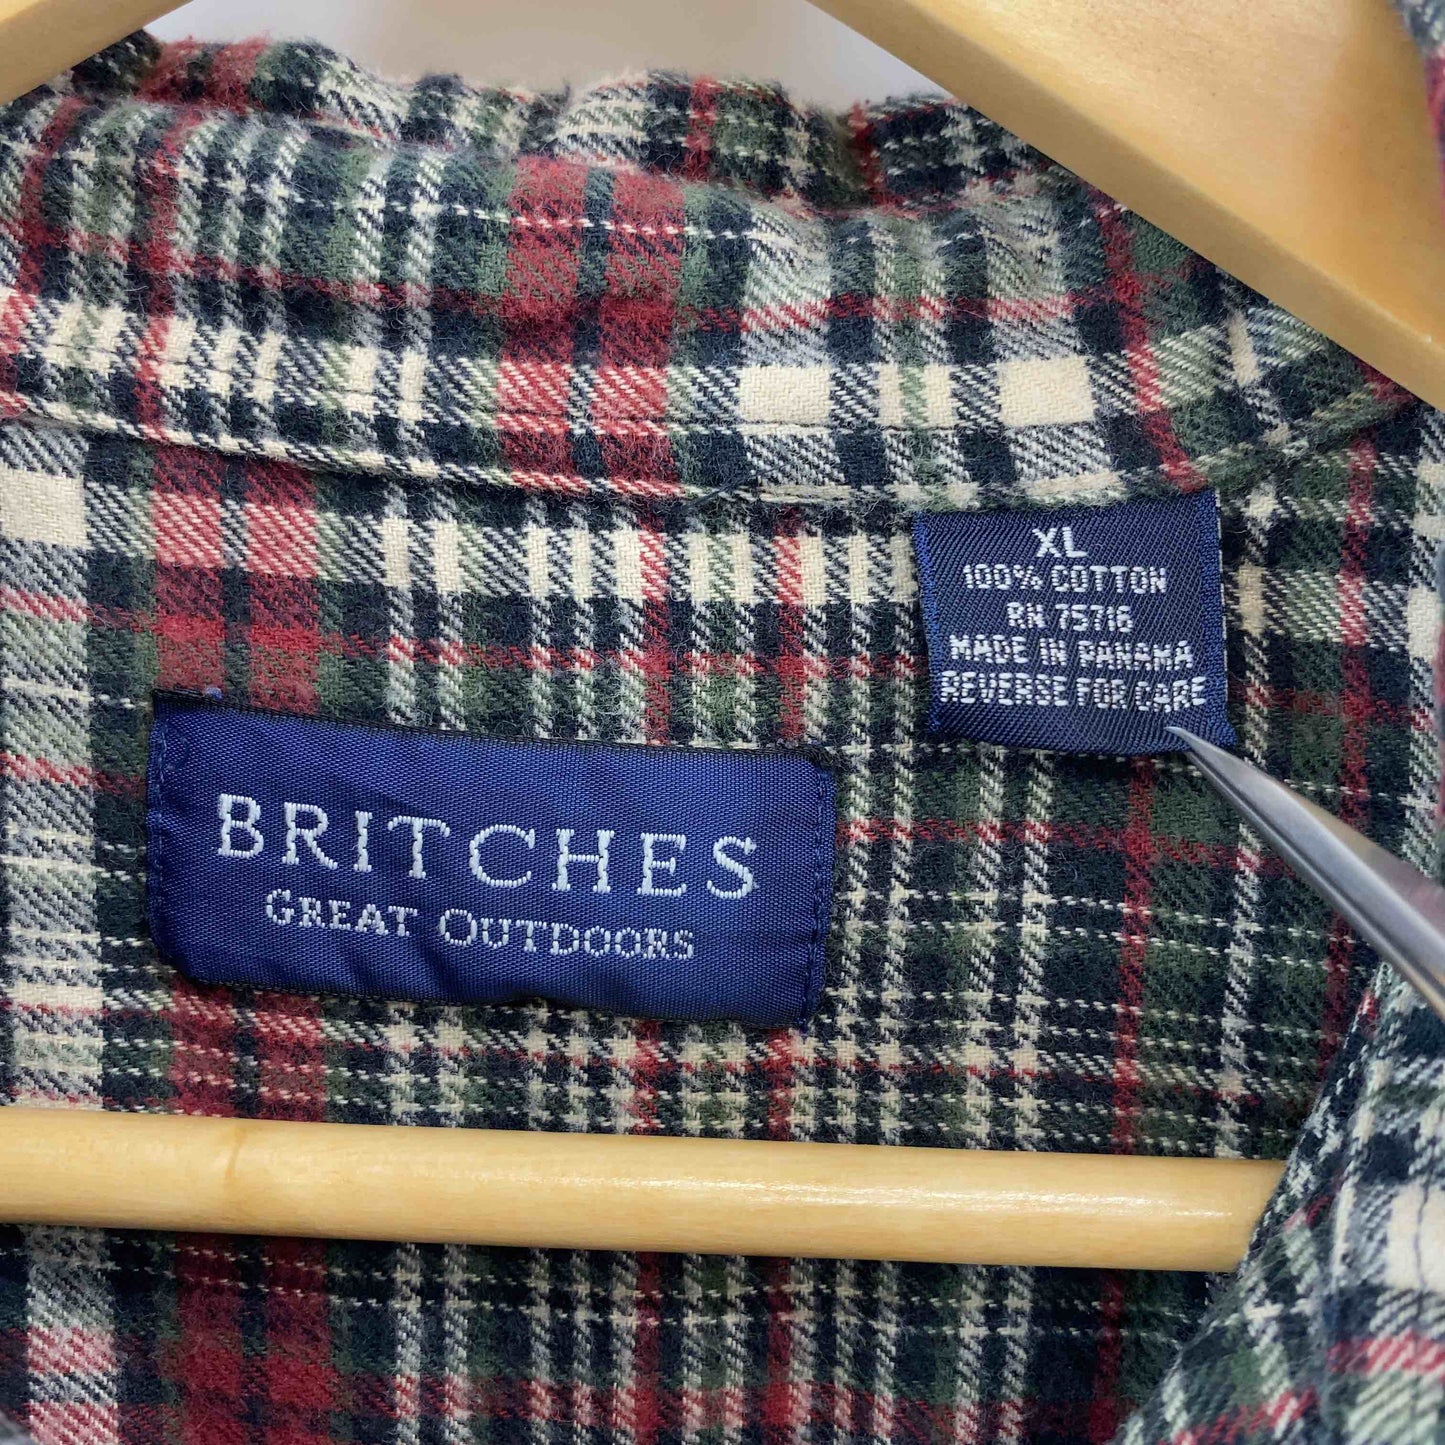 XL
100% COTTON
RN 75716
MADE IN PANAMA
REVERSE FOR CARE
BRITCHES
GREAT OUTDOORS